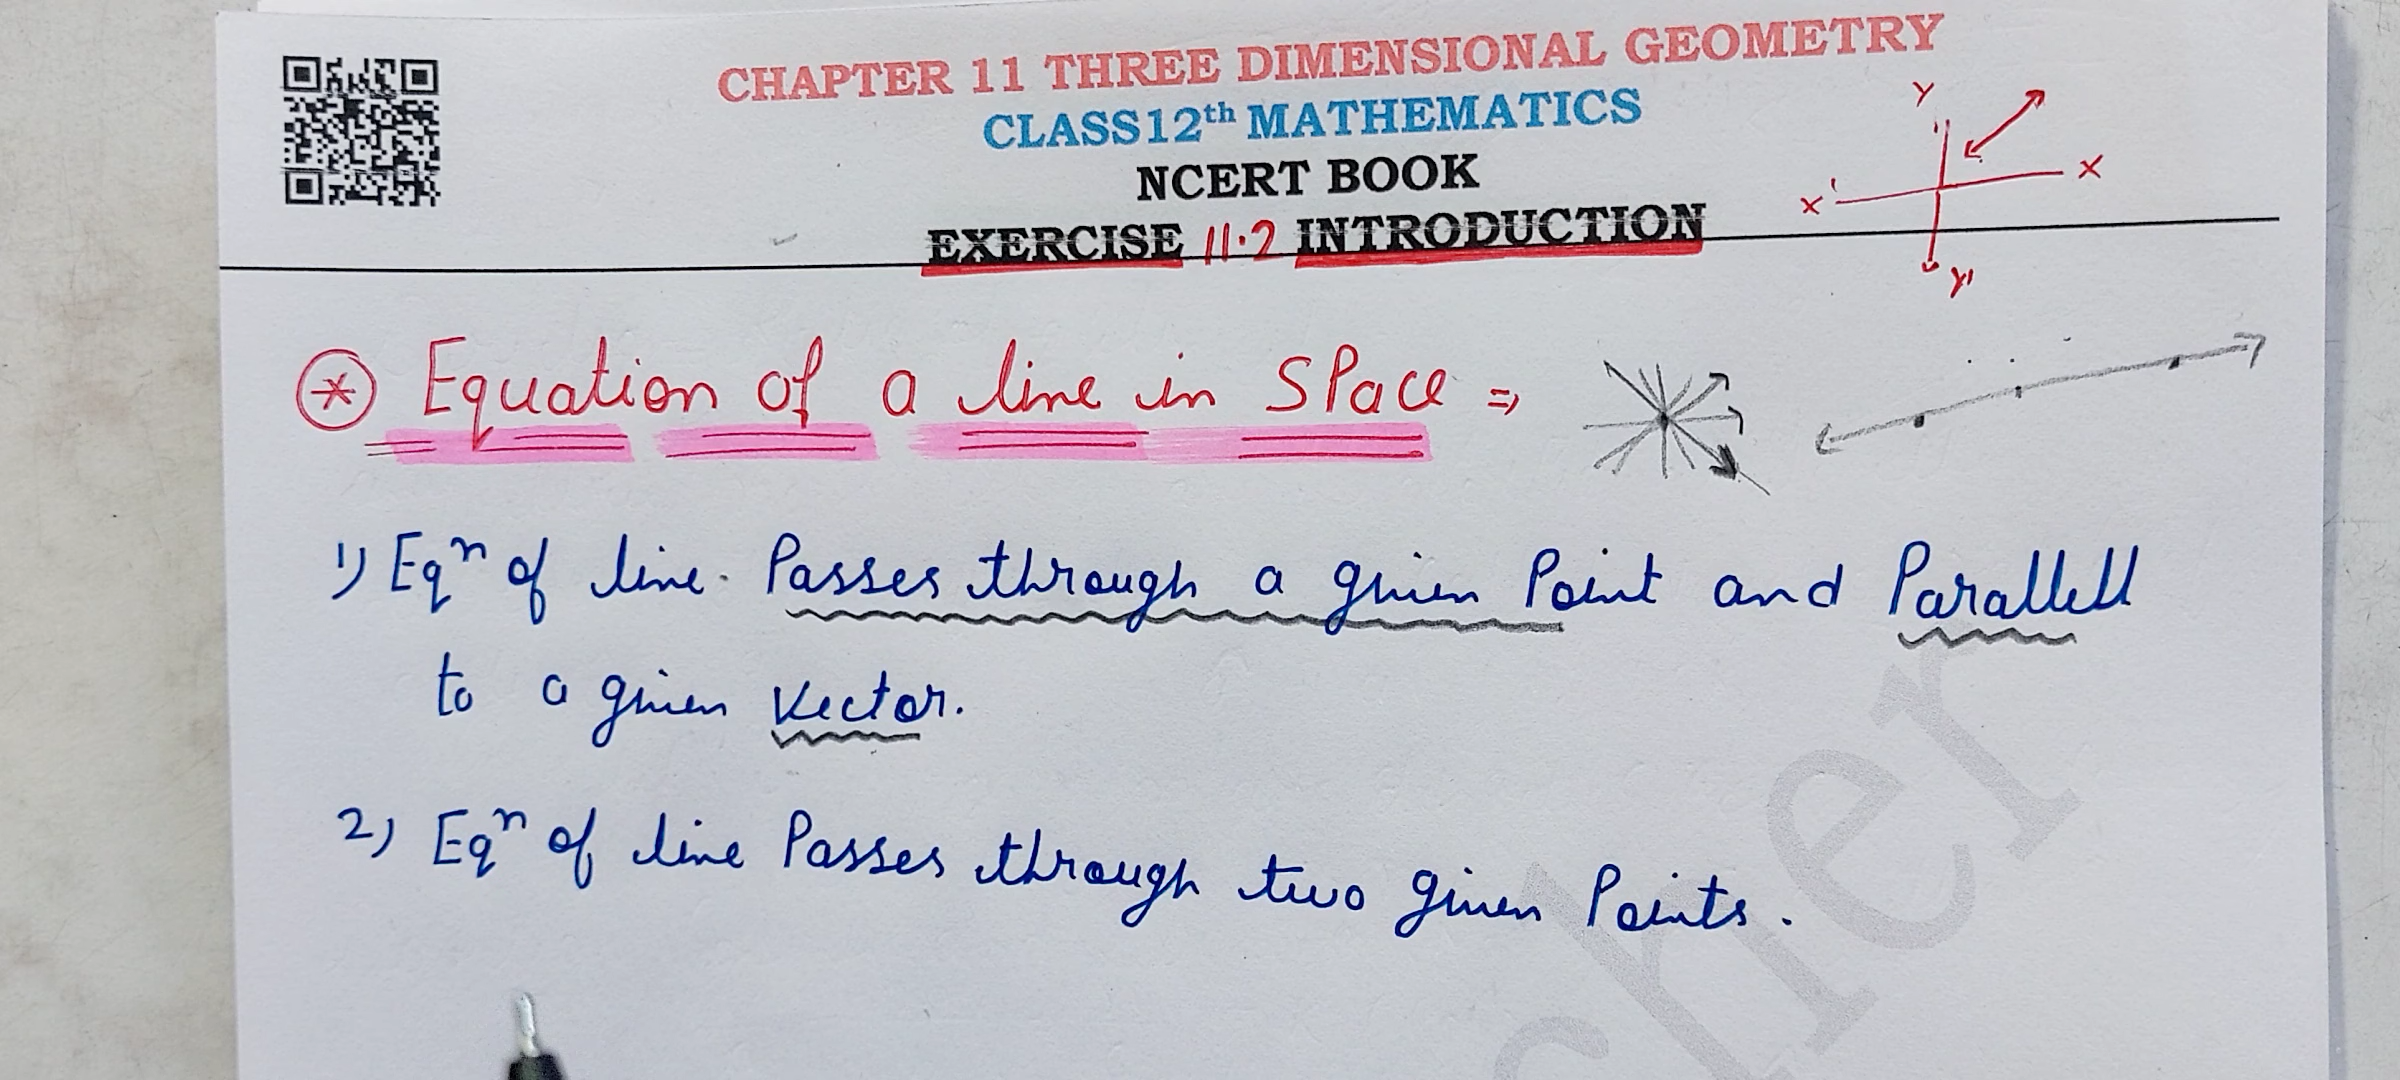 CHAPTER 11 THREE DIMENSIONAL GEOMETRY
CLASS12th MATHEMATICS
NCERT BOOK
EXERCISE 11.2 INTRODUCTION
Y
X
X'
Y'
* Equation of a line in SPace ⇒
1) Eqn of line. Passes through a given Point and Parallell
to a given Vector.
2) Eqn of line Passes through two given Points.
sher